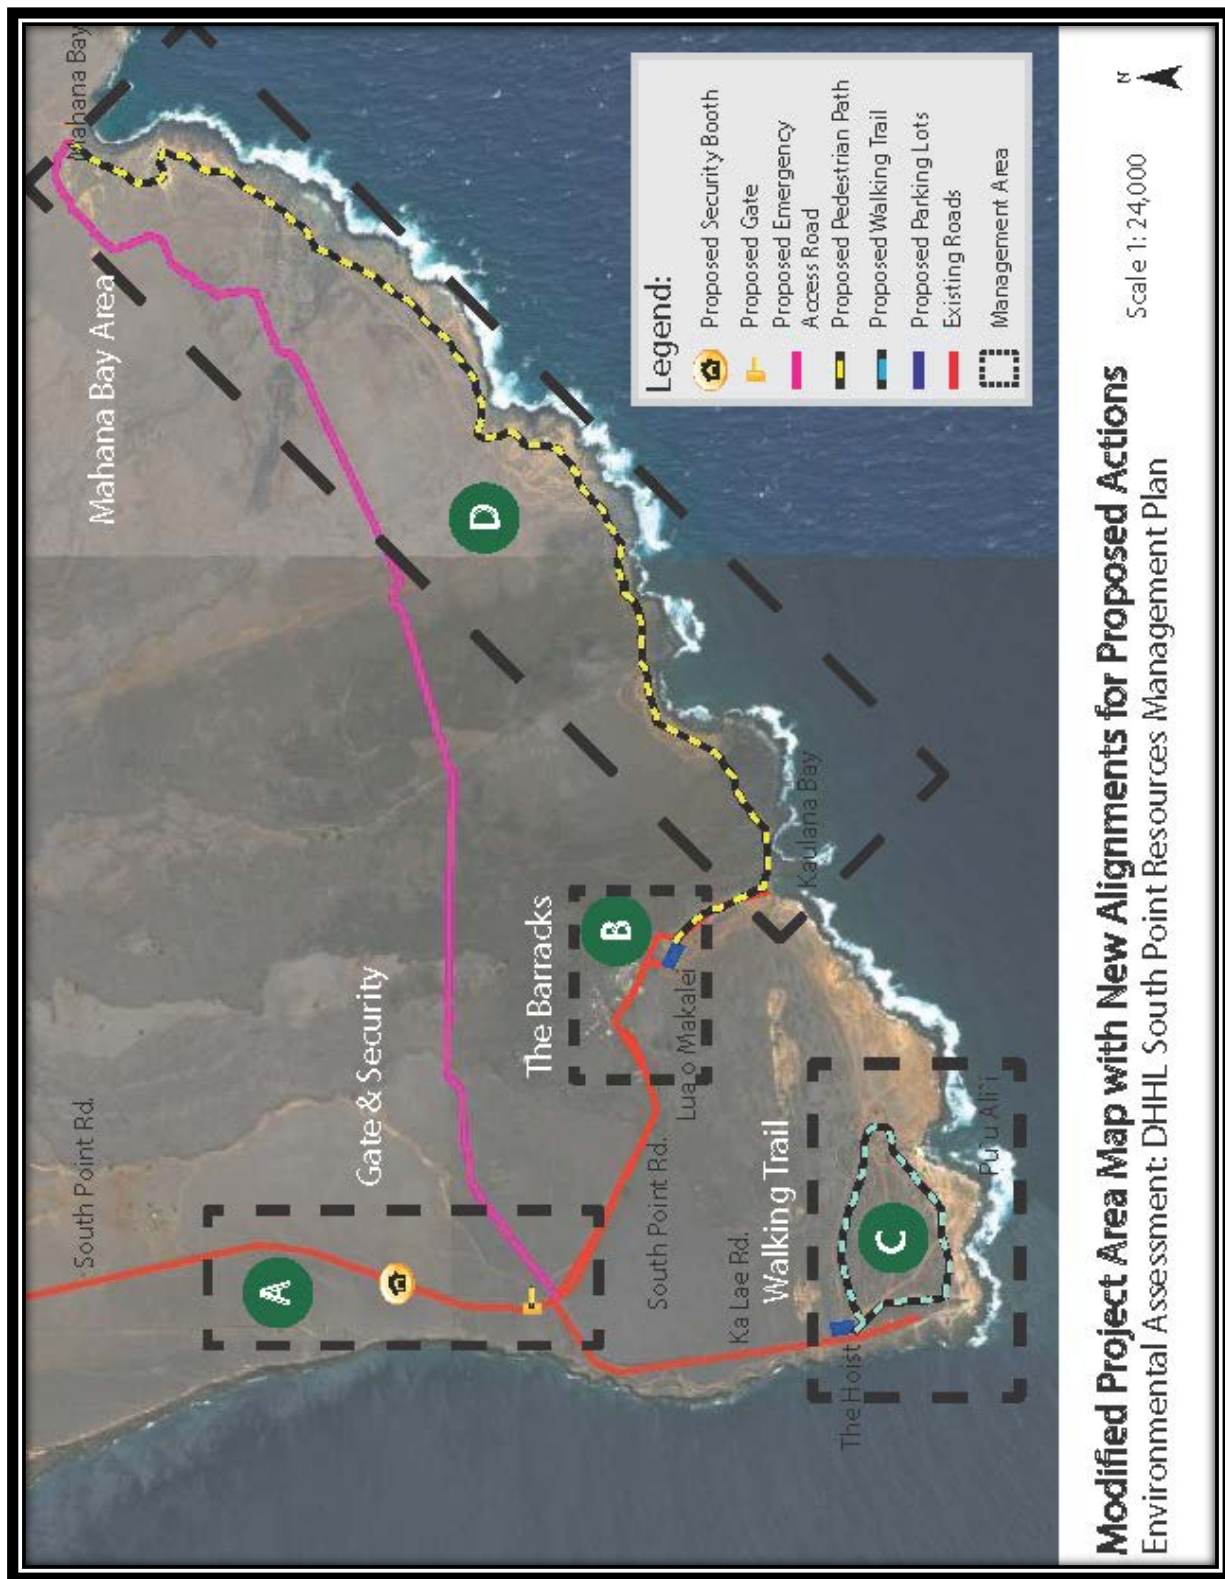 South Point Rd.
Mahana Bay
Mahana Bay Area
Gate & Security
A
D
The Barracks
B
Lua o Makalei
Kaulana Bay
South Point Rd.
Ka Lae Rd.
Walking Trail
The Hoist
C
Pu'u Ali'i
Legend:
Proposed Security Booth
Proposed Gate
Proposed Emergency
Access Road
Proposed Pedestrian Path
Proposed Walking Trail
Proposed Parking Lots
Existing Roads
Management Area
Modified Project Area Map with New Alignments for Proposed Actions
Environmental Assessment: DHHL South Point Resources Management Plan
Scale 1: 24,000
N